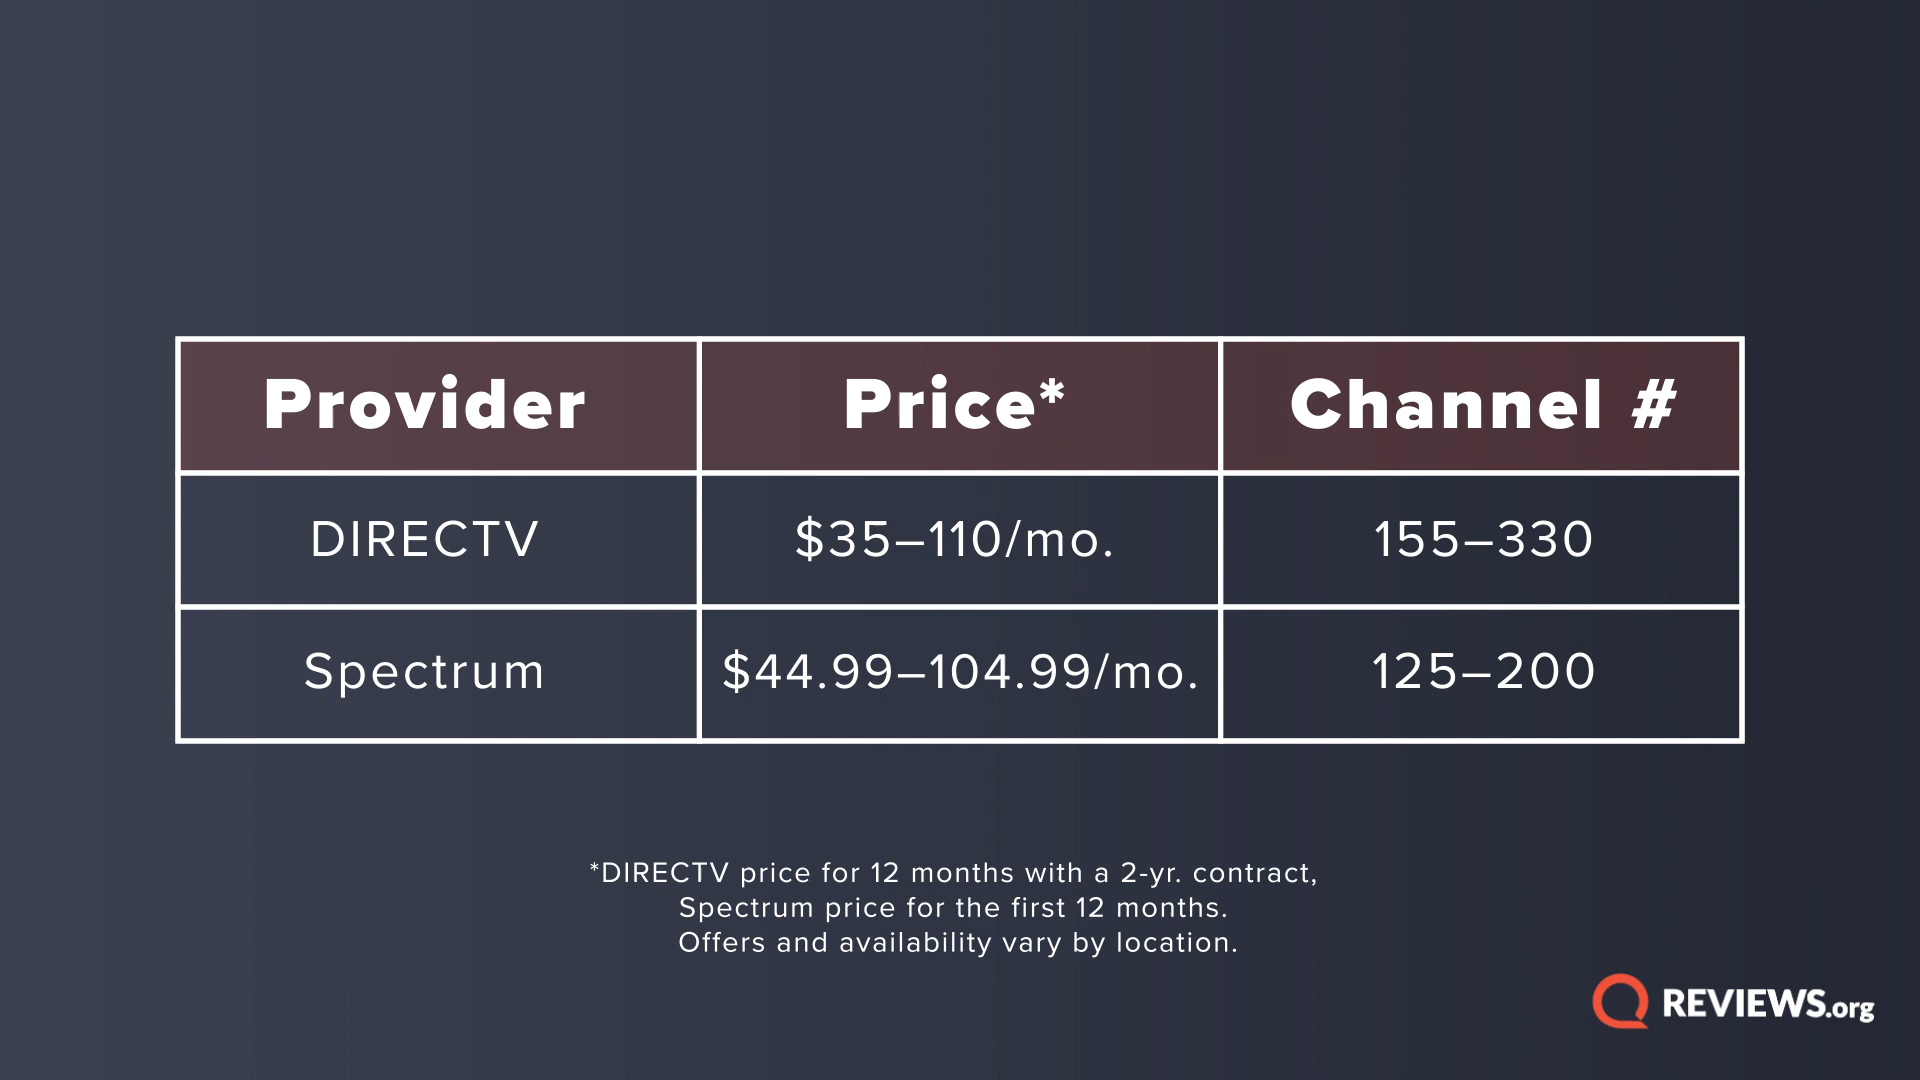 Provider Price* Channel #
DIRECTV $35–110/mo. 155–330
Spectrum $44.99–104.99/mo. 125–200
*DIRECTV price for 12 months with a 2-yr. contract,
Spectrum price for the first 12 months.
Offers and availability vary by location.
REVIEWS.org